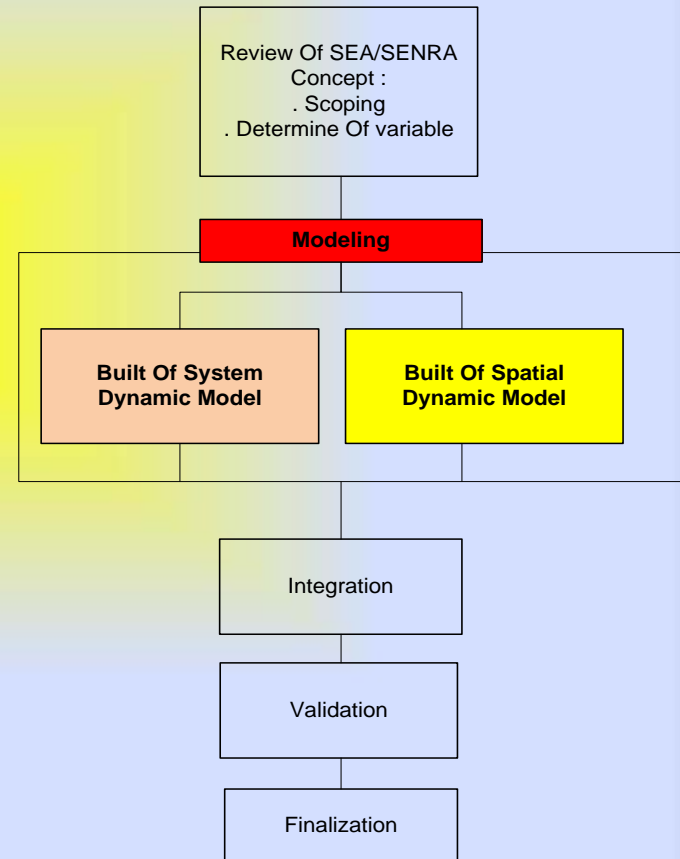 Review Of SEA/SENRA
Concept :
. Scoping
. Determine Of variable
Modeling
Built Of System
Dynamic Model
Built Of Spatial
Dynamic Model
Integration
Validation
Finalization